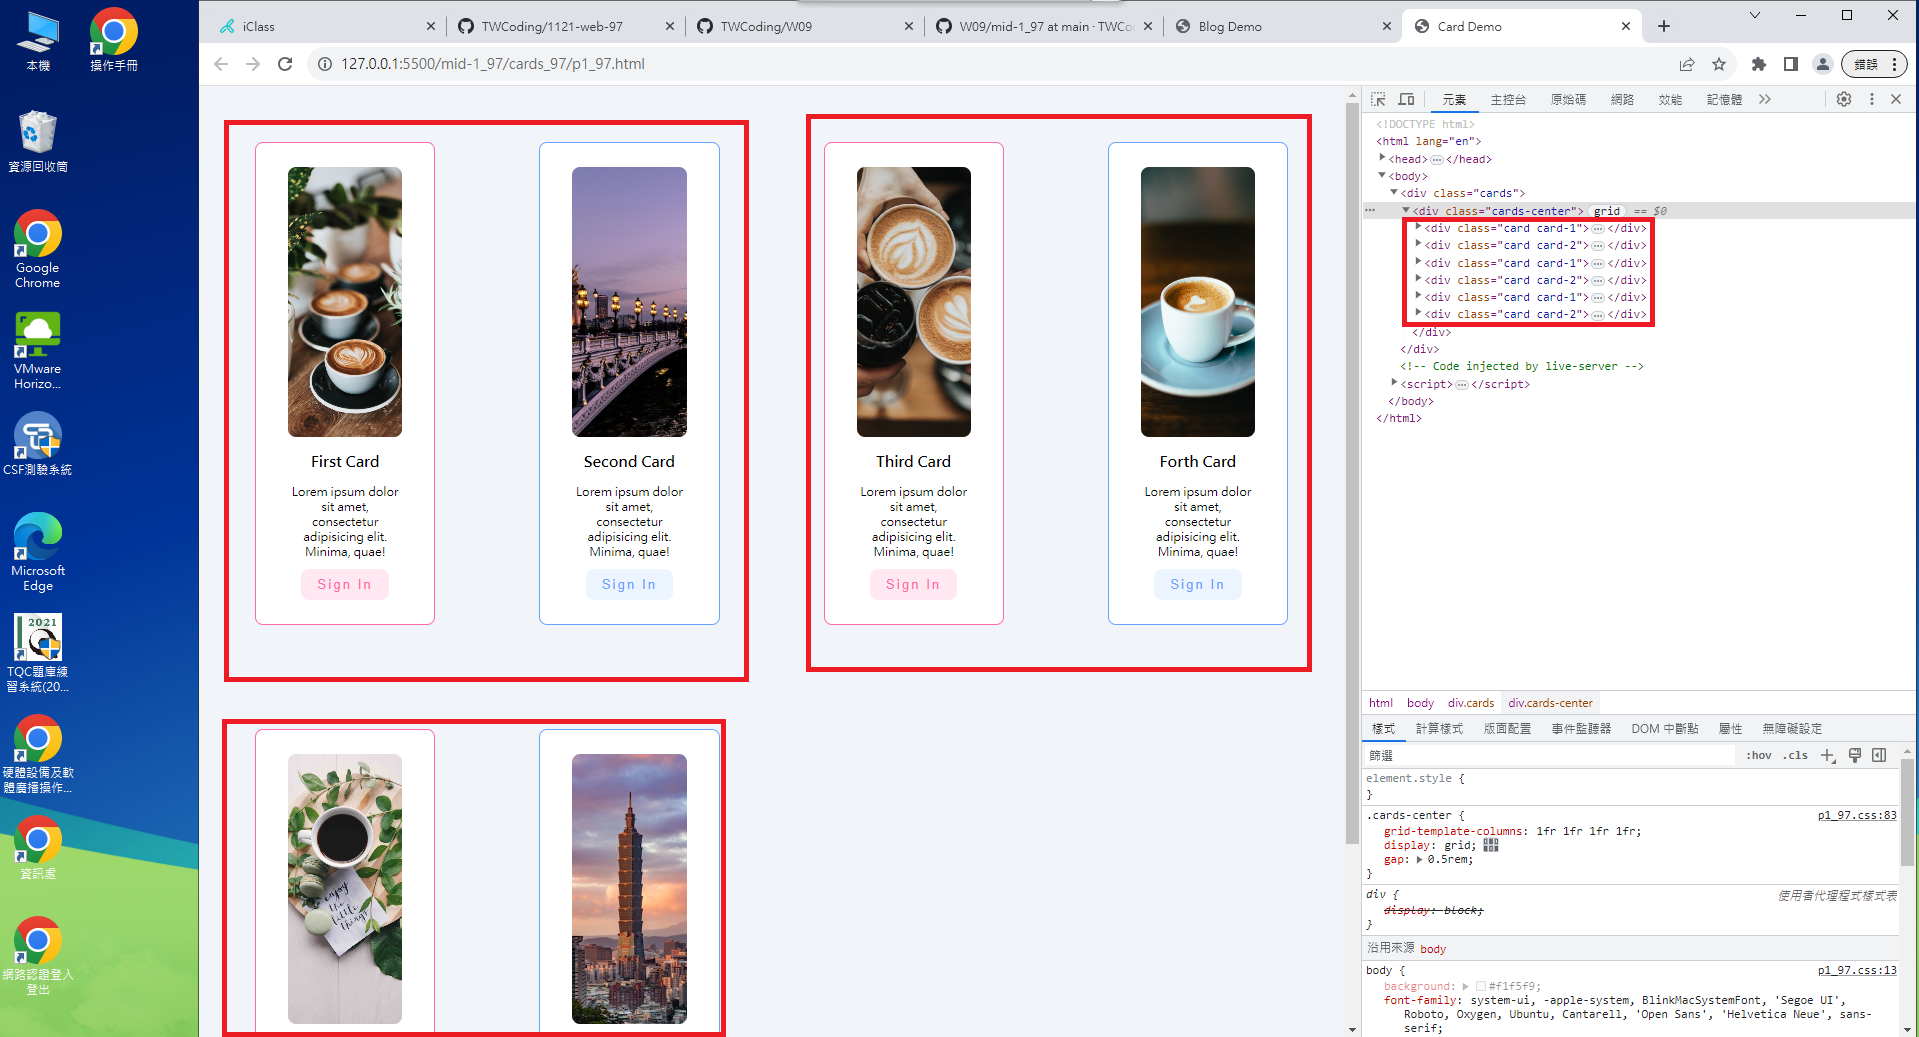 本機
操作手冊
資源回收筒
Google
Chrome
VMware
Horizo...
CSF測驗系統
Microsoft
Edge
2021
TQC題庫練
習系統(20...
硬體設備及軟
體廣播操作...
資訊處
網路認證登入
登出
iClass
TWCoding/1121-web-97
TWCoding/W09
W09/mid-1_97 at main · TWCo
Blog Demo
Card Demo
127.0.0.1:5500/mid-1_97/cards_97/p1_97.html
錯誤
First Card
Lorem ipsum dolor
sit amet,
consectetur
adipisicing elit.
Minima, quae!
Sign In
Second Card
Lorem ipsum dolor
sit amet,
consectetur
adipisicing elit.
Minima, quae!
Sign In
Third Card
Lorem ipsum dolor
sit amet,
consectetur
adipisicing elit.
Minima, quae!
Sign In
Forth Card
Lorem ipsum dolor
sit amet,
consectetur
adipisicing elit.
Minima, quae!
Sign In
enjoy
the
little
things
元素 主控台 原始碼 網路 效能 記憶體
<!DOCTYPE html>
<html lang="en">
<head> </head>
<body>
<div class="cards">
<div class="cards-center"> grid == $0
<div class="card card-1"> </div>
<div class="card card-2"> </div>
<div class="card card-1"> </div>
<div class="card card-2"> </div>
<div class="card card-1"> </div>
<div class="card card-2"> </div>
</div>
</div>
<!-- Code injected by live-server -->
<script> </script>
</body>
</html>
html body div.cards div.cards-center
樣式 計算樣式 版面配置 事件監聽器 DOM 中斷點 屬性 無障礙設定
篩選 :hov .cls
element.style {
}
.cards-center { p1_97.css:83
grid-template-columns: 1fr 1fr 1fr 1fr;
display: grid;
gap: 0.5rem;
}
div { 使用者代理程式樣式表
display: block;
}
沿用來源 body
body { p1_97.css:13
background: #f1f5f9;
font-family: system-ui, -apple-system, BlinkMacSystemFont, 'Segoe UI',
Roboto, Oxygen, Ubuntu, Cantarell, 'Open Sans', 'Helvetica Neue', sans-
serif;